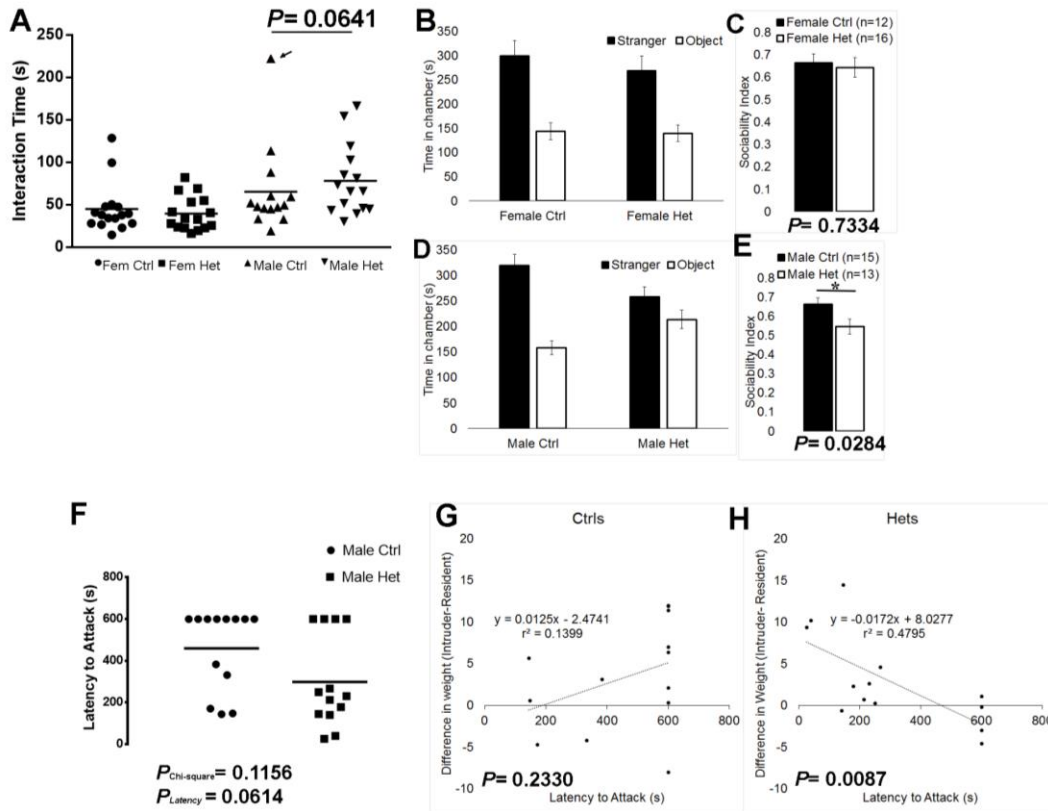 A
P= 0.0641
Interaction Time (s)
250
200
150
100
50
0
Fem Ctrl Fem Het Male Ctrl Male Het
B
Stranger Object
Time in chamber (s)
350
300
250
200
150
100
50
0
Female Ctrl Female Het
C
Female Ctrl (n=12)
Female Het (n=16)
Sociability Index
0.8
0.7
0.6
0.5
0.4
0.3
0.2
0.1
0
P= 0.7334
D
Stranger Object
Time in chamber (s)
350
300
250
200
150
100
50
0
Male Ctrl Male Het
E
Male Ctrl (n=15)
Male Het (n=13)
*
Sociability Index
0.8
0.7
0.6
0.5
0.4
0.3
0.2
0.1
0
P= 0.0284
F
Male Ctrl
Male Het
Latency to Attack (s)
800
600
400
200
0
PChi-square= 0.1156
PLatency= 0.0614
G
Ctrls
Difference in weight (Intruder-Resident)
20
15
10
5
0
-5
-10
y = 0.0125x - 2.4741
r² = 0.1399
0 200 400 600 800
P= 0.2330
Latency to Attack (s)
H
Hets
Difference in Weight (Intruder- Resident)
20
15
10
5
0
-5
-10
y = -0.0172x + 8.0277
r² = 0.4795
0 200 400 600 800
P= 0.0087
Latency to Attack (s)